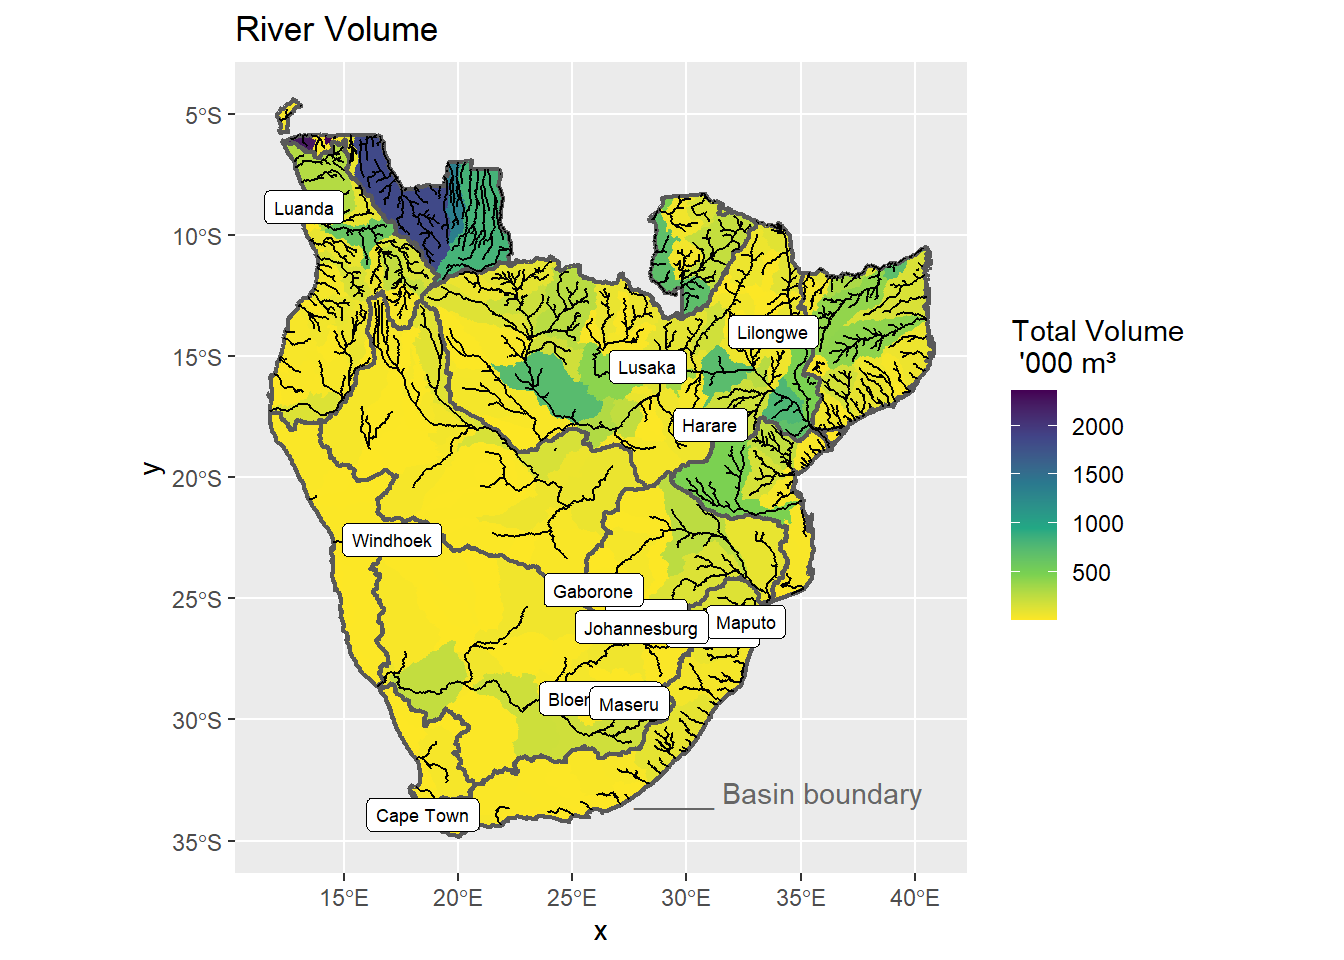 River Volume
5°S
10°S
15°S
20°S
25°S
30°S
35°S
y
Luanda
Lilongwe
Lusaka
Harare
Windhoek
Gaborone
Johannesburg
Maputo
Bloer
Maseru
Cape Town
Basin boundary
15°E
20°E
25°E
30°E
35°E
40°E
x
Total Volume
'000 m³
2000
1500
1000
500